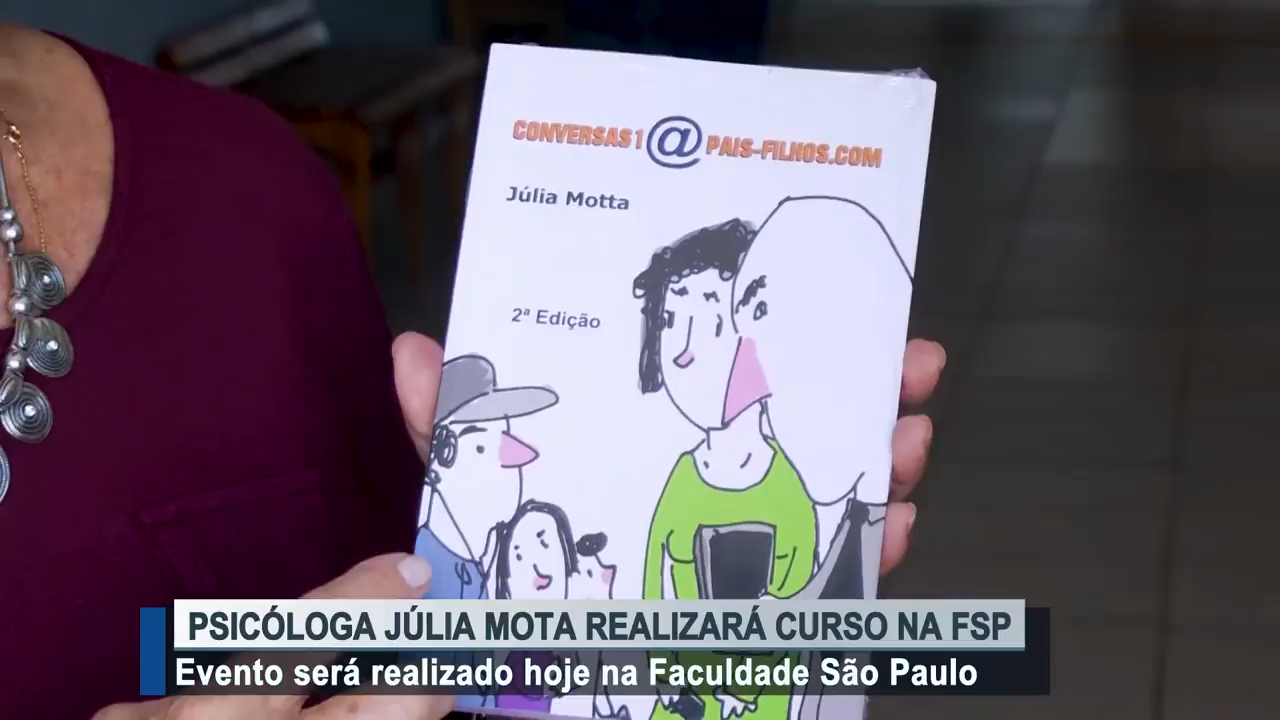 CONVERSAS1@PAIS-FILHOS.COM
Júlia Motta
2ª Edição
PSICÓLOGA JÚLIA MOTA REALIZARÁ CURSO NA FSP
Evento será realizado hoje na Faculdade São Paulo